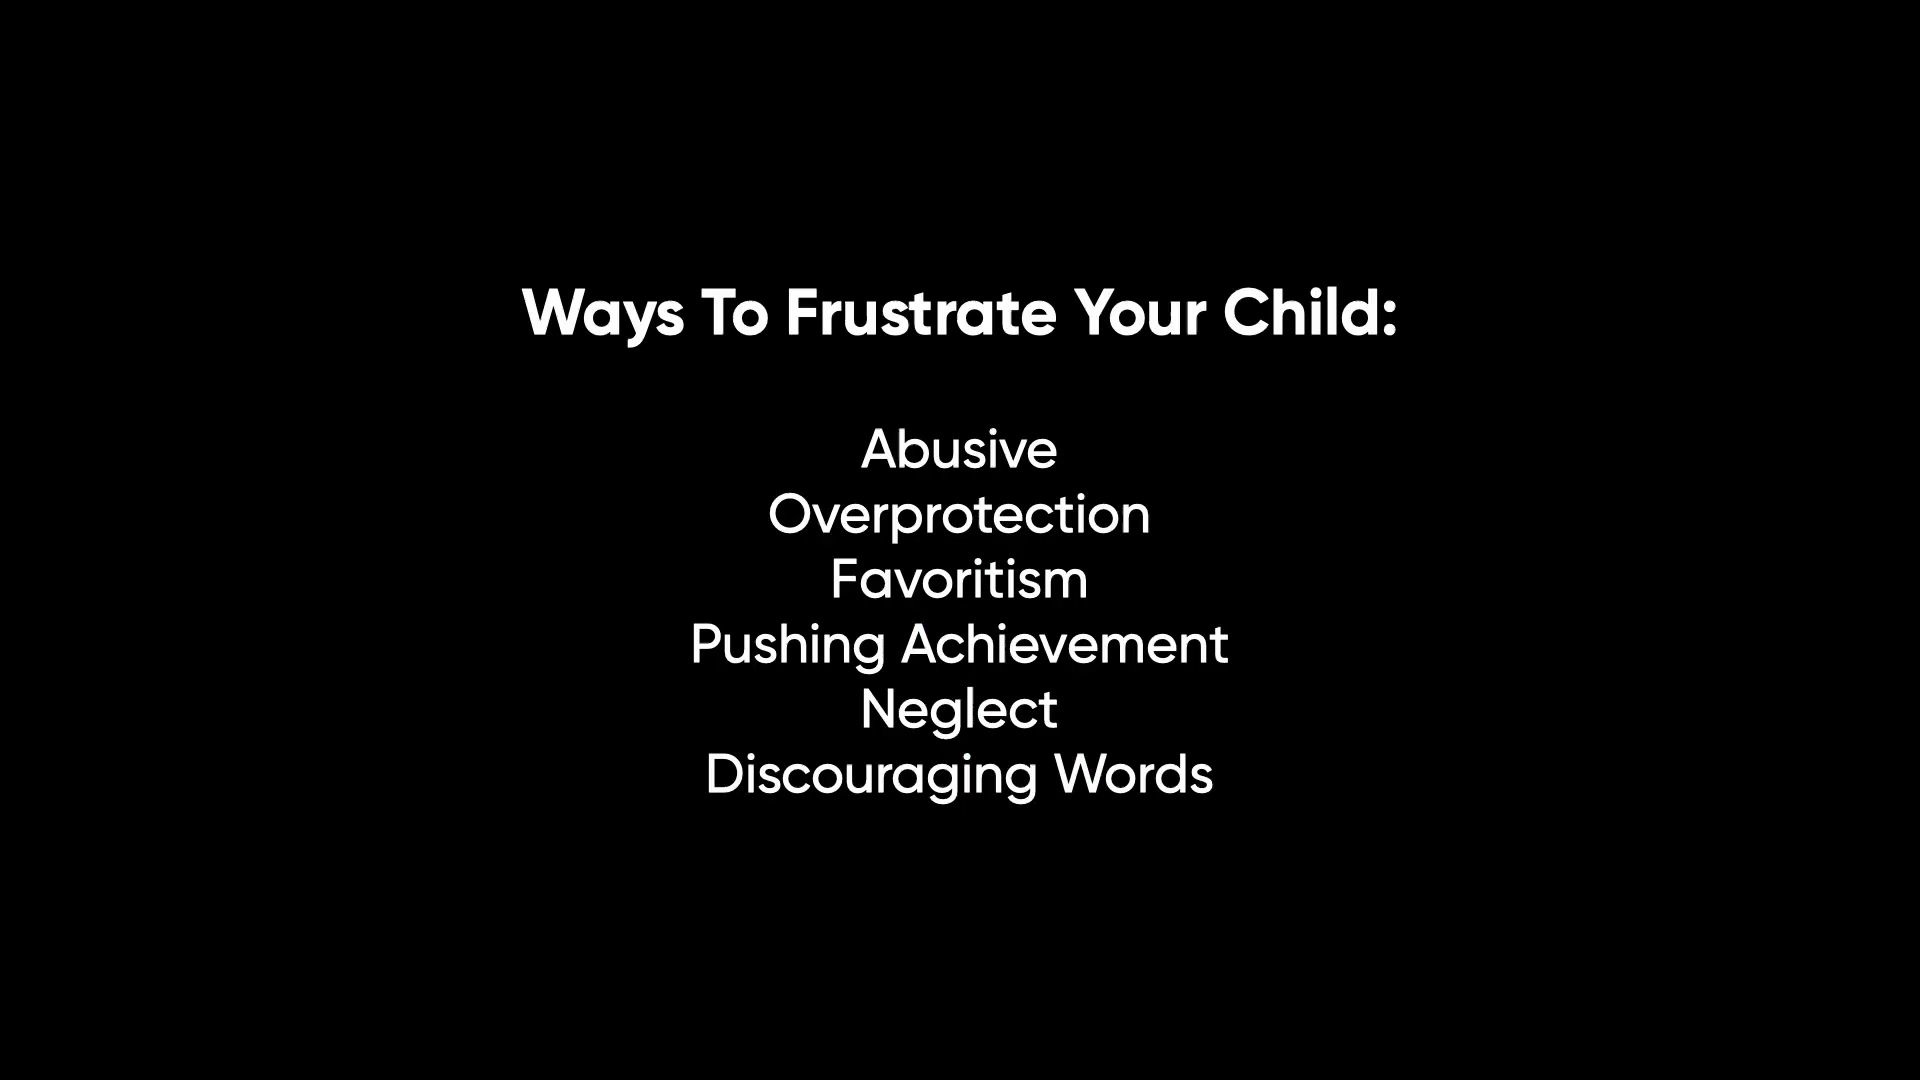 Ways To Frustrate Your Child:
Abusive
Overprotection
Favoritism
Pushing Achievement
Neglect
Discouraging Words